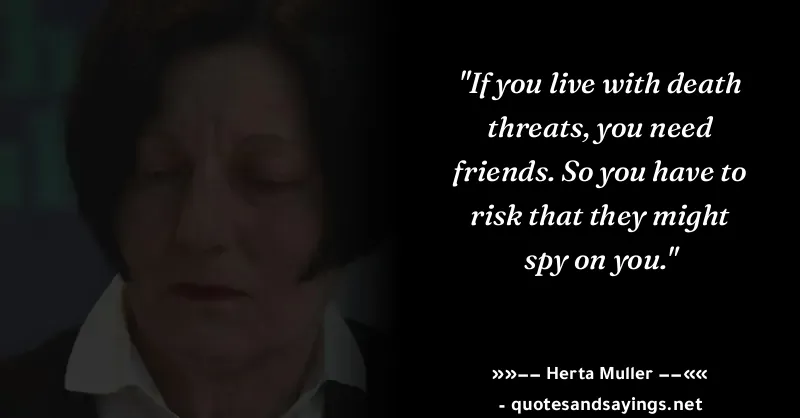 "If you live with death
threats, you need
friends. So you have to
risk that they might
spy on you."
»»−− Herta Muller −−««
- quotesandsayings.net